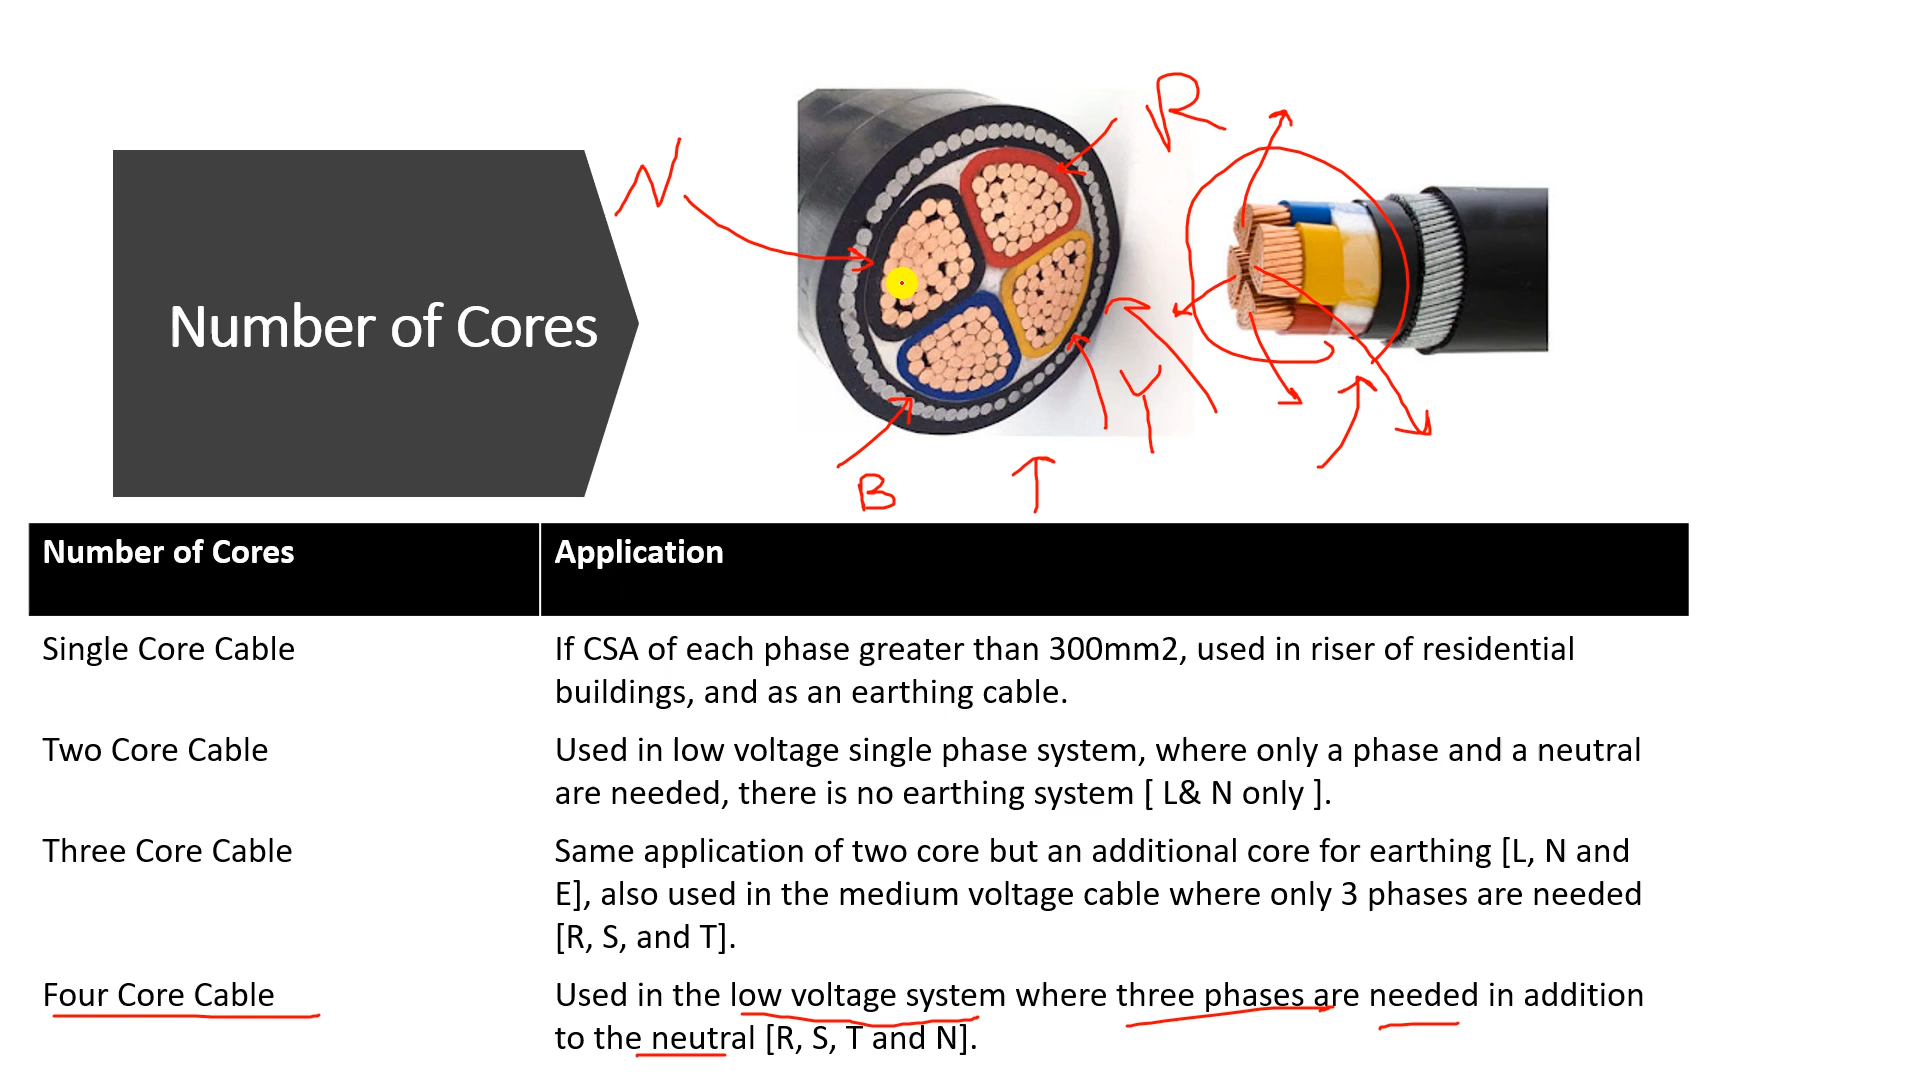 N
R
Number of Cores
Y
B
Number of Cores
Application
Single Core Cable
If CSA of each phase greater than 300mm2, used in riser of residential
buildings, and as an earthing cable.
Two Core Cable
Used in low voltage single phase system, where only a phase and a neutral
are needed, there is no earthing system [ L& N only ].
Three Core Cable
Same application of two core but an additional core for earthing [L, N and
E], also used in the medium voltage cable where only 3 phases are needed
[R, S, and T].
Four Core Cable
Used in the low voltage system where three phases are needed in addition
to the neutral [R, S, T and N].